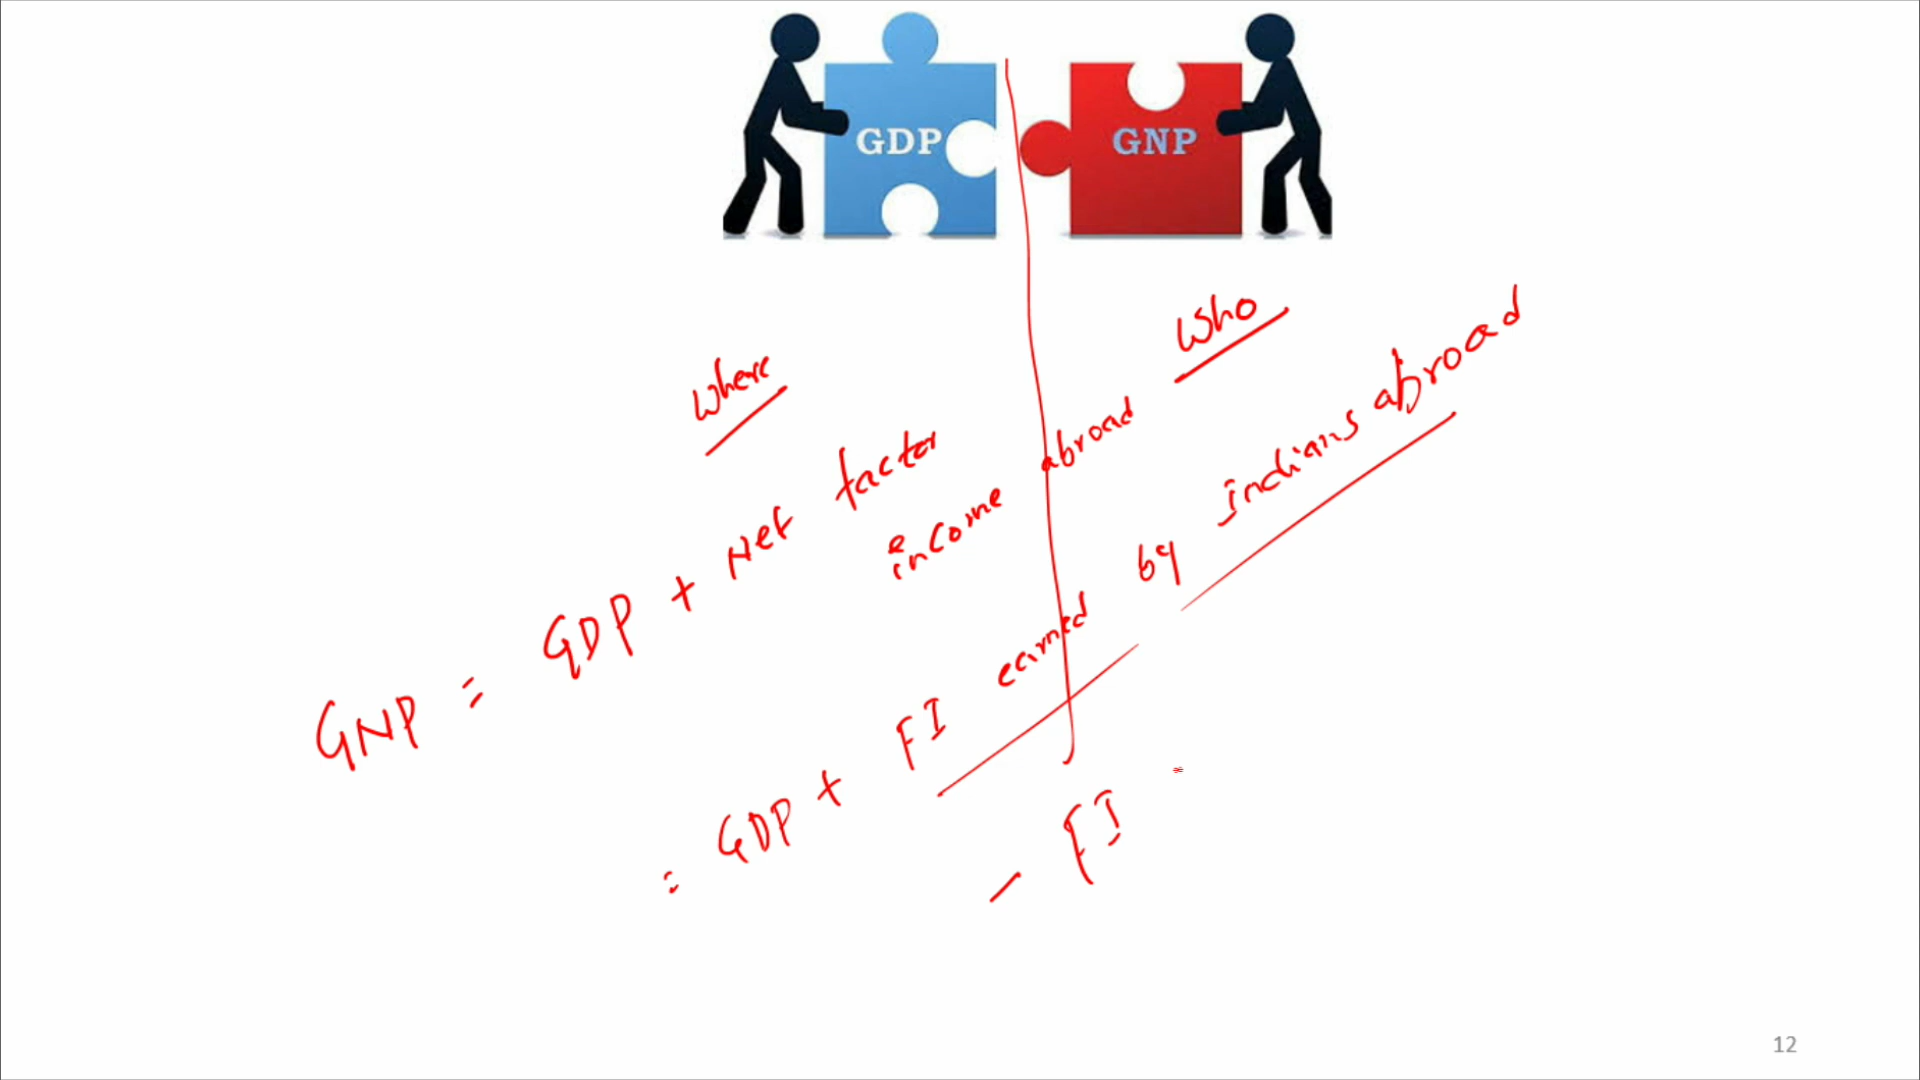 GDP GNP
Where Who
GNP = GDP + Net factor income abroad
= GDP + FI earned by indians abroad
- FI
12